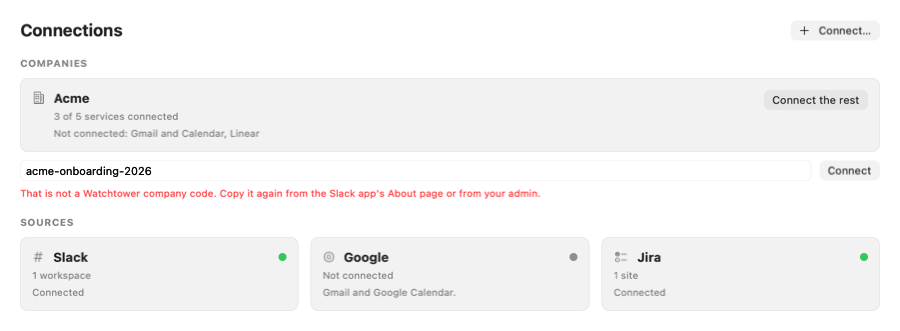 Connections
+ Connect...
COMPANIES
Acme
Connect the rest
3 of 5 services connected
Not connected: Gmail and Calendar, Linear
acme-onboarding-2026
Connect
That is not a Watchtower company code. Copy it again from the Slack app's About page or from your admin.
SOURCES
# Slack
1 workspace
Connected
Google
Not connected
Gmail and Google Calendar.
Jira
1 site
Connected